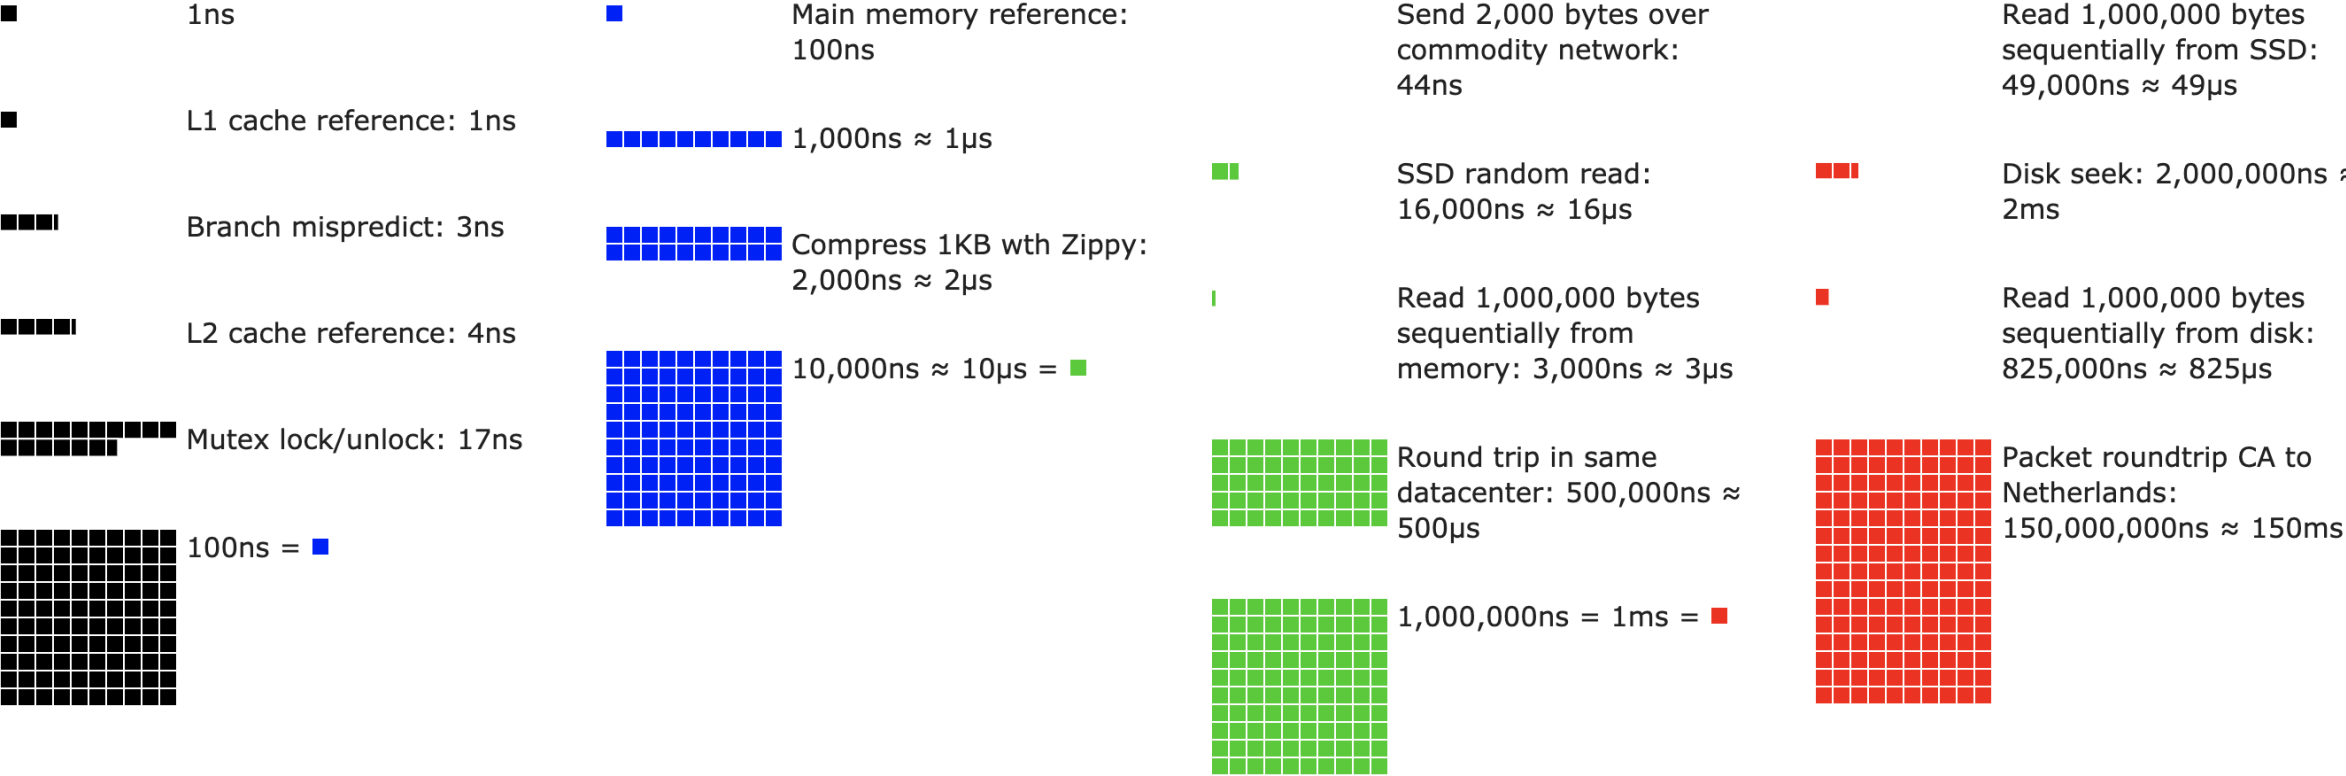 1ns
L1 cache reference: 1ns
Branch mispredict: 3ns
L2 cache reference: 4ns
Mutex lock/unlock: 17ns
100ns =
Main memory reference:
100ns
1,000ns ≈ 1μs
Compress 1KB wth Zippy:
2,000ns ≈ 2μs
10,000ns ≈ 10μs =
Send 2,000 bytes over
commodity network:
44ns
SSD random read:
16,000ns ≈ 16μs
Read 1,000,000 bytes
sequentially from
memory: 3,000ns ≈ 3μs
Round trip in same
datacenter: 500,000ns ≈
500μs
1,000,000ns = 1ms =
Read 1,000,000 bytes
sequentially from SSD:
49,000ns ≈ 49μs
Disk seek: 2,000,000ns ≈
2ms
Read 1,000,000 bytes
sequentially from disk:
825,000ns ≈ 825μs
Packet roundtrip CA to
Netherlands:
150,000,000ns ≈ 150ms